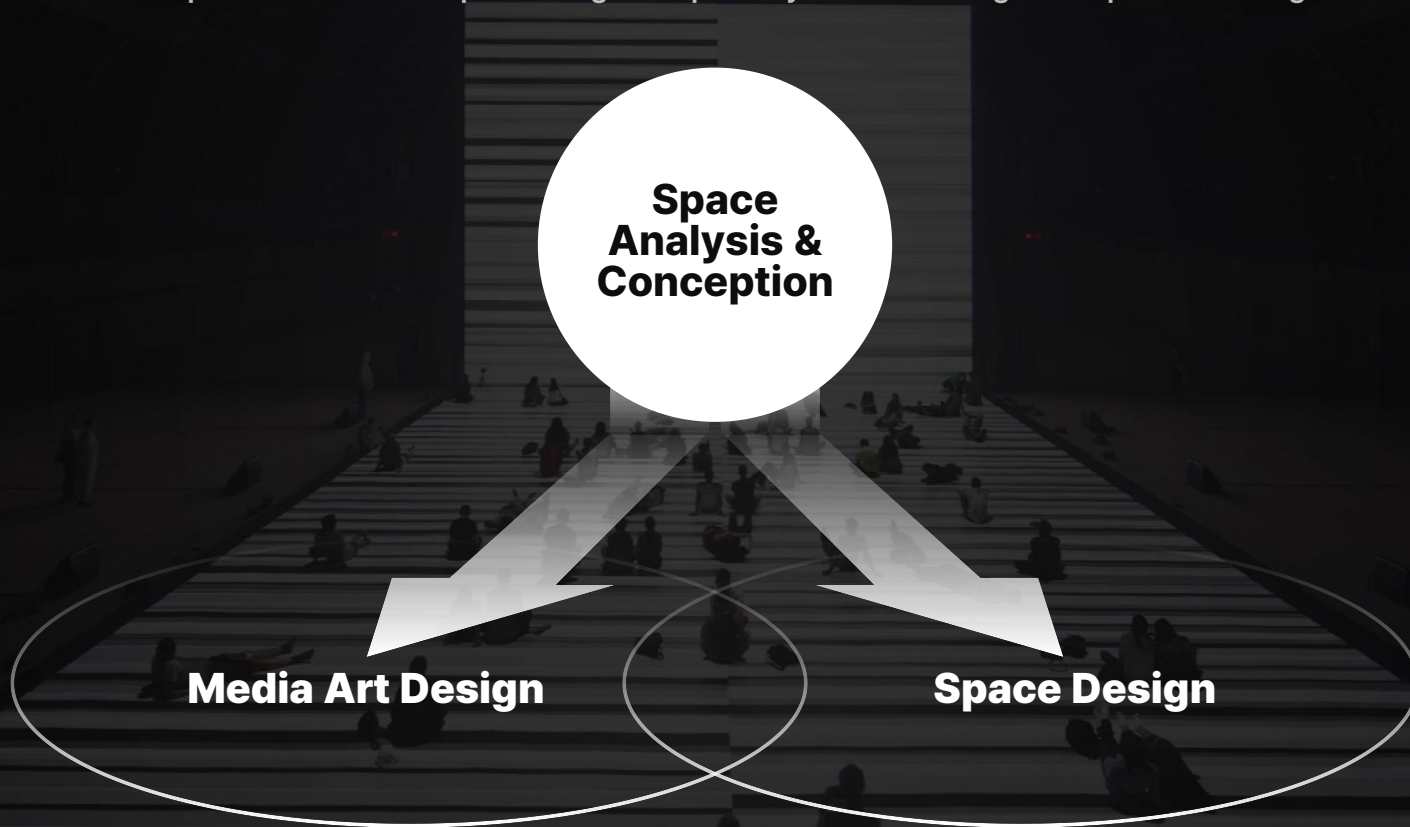 Space
Analysis &
Conception
Media Art Design
Space Design